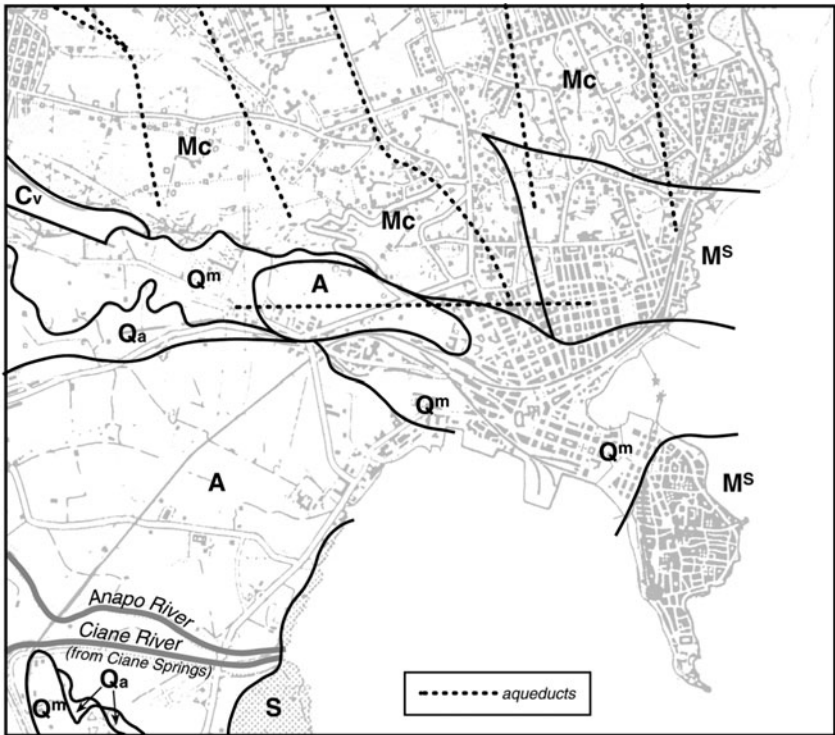 78
Mc
Mc
Cv
Mc
MS
Qm
A
Qa
Qm
Qm
A
MS
Anapo River
Ciane River
(from Ciane Springs)
Qa
Qm
S
aqueducts